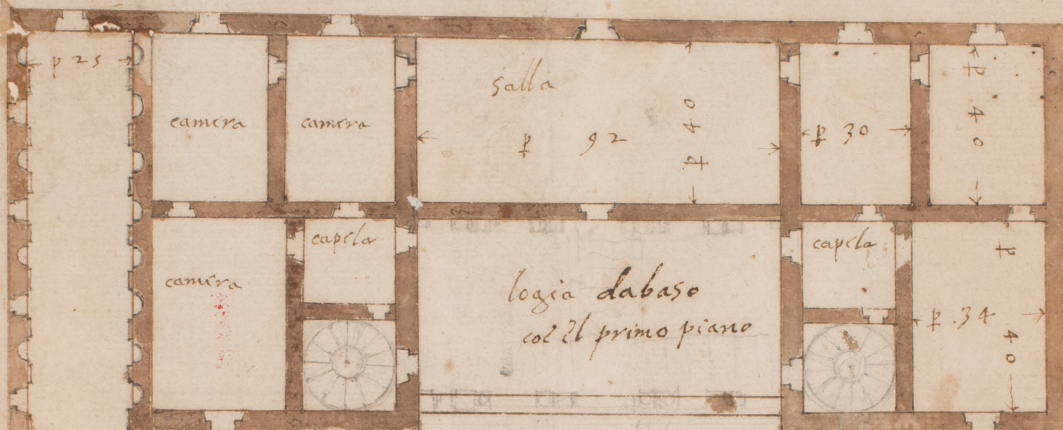 p 25
camera
camera
salla
p 92
p 40
p 30
p 40
camera
capela
logia dabaso
col el primo piano
capela
p 34
p 40